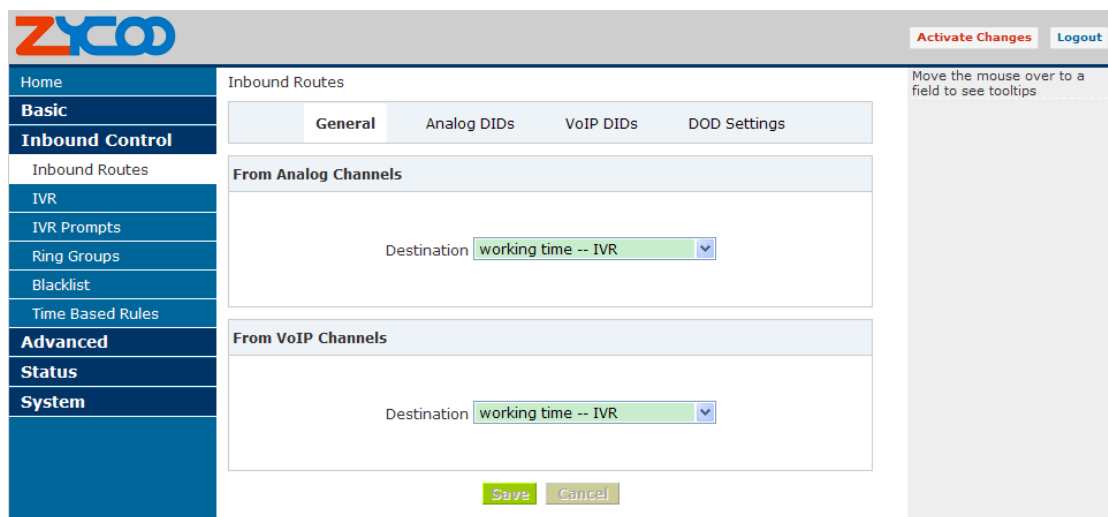 ZYCOO
Activate Changes Logout
Home
Basic
Inbound Control
Inbound Routes
IVR
IVR Prompts
Ring Groups
Blacklist
Time Based Rules
Advanced
Status
System
Inbound Routes
General Analog DIDs VoIP DIDs DOD Settings
From Analog Channels
Destination working time -- IVR
From VoIP Channels
Destination working time -- IVR
Save Cancel
Move the mouse over to a
field to see tooltips